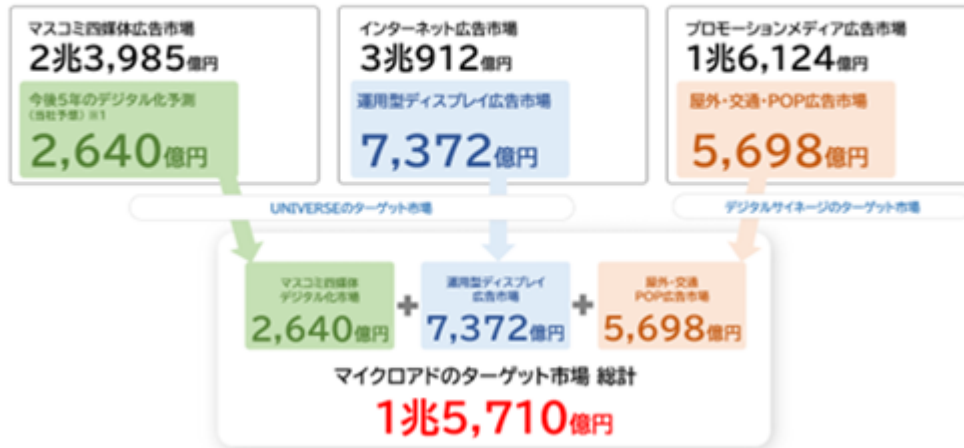 マスコミ四媒体広告市場
2兆3,985億円
今後5年のデジタル化予測
(当社予想) ※1
2,640億円
インターネット広告市場
3兆912億円
運用型ディスプレイ広告市場
7,372億円
プロモーションメディア広告市場
1兆6,124億円
屋外・交通・POP広告市場
5,698億円
UNIVERSEのターゲット市場
デジタルサイネージのターゲット市場
マスコミ四媒体
デジタル化市場
2,640億円
+
運用型ディスプレイ
広告市場
7,372億円
+
屋外・交通
POP広告市場
5,698億円
マイクロアドのターゲット市場 総計
1兆5,710億円